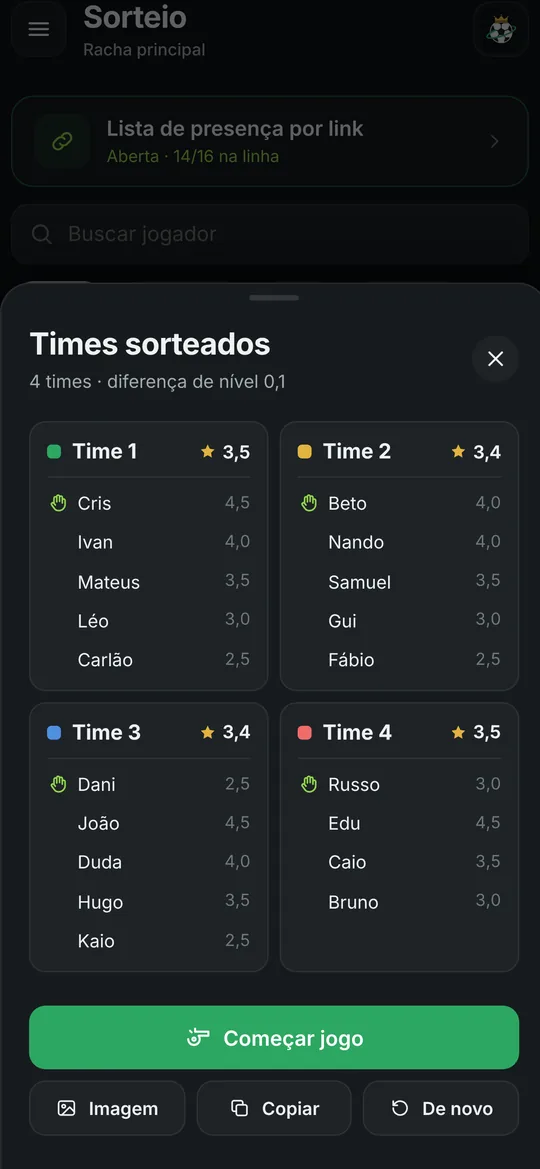 Sorteio
Racha principal
Lista de presença por link
Aberta · 14/16 na linha
Buscar jogador
Times sorteados
4 times · diferença de nível 0,1
Time 1 3,5
Cris 4,5
Ivan 4,0
Mateus 3,5
Léo 3,0
Carlão 2,5
Time 2 3,4
Beto 4,0
Nando 4,0
Samuel 3,5
Gui 3,0
Fábio 2,5
Time 3 3,4
Dani 2,5
João 4,5
Duda 4,0
Hugo 3,5
Kaio 2,5
Time 4 3,5
Russo 3,0
Edu 4,5
Caio 3,5
Bruno 3,0
Começar jogo
Imagem
Copiar
De novo